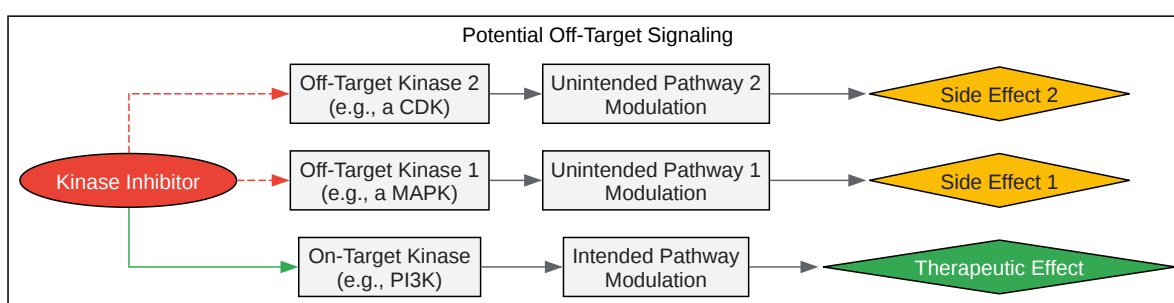 Potential Off-Target Signaling
Off-Target Kinase 2
(e.g., a CDK)
Unintended Pathway 2
Modulation
Side Effect 2
Kinase Inhibitor
Off-Target Kinase 1
(e.g., a MAPK)
Unintended Pathway 1
Modulation
Side Effect 1
On-Target Kinase
(e.g., PI3K)
Intended Pathway
Modulation
Therapeutic Effect